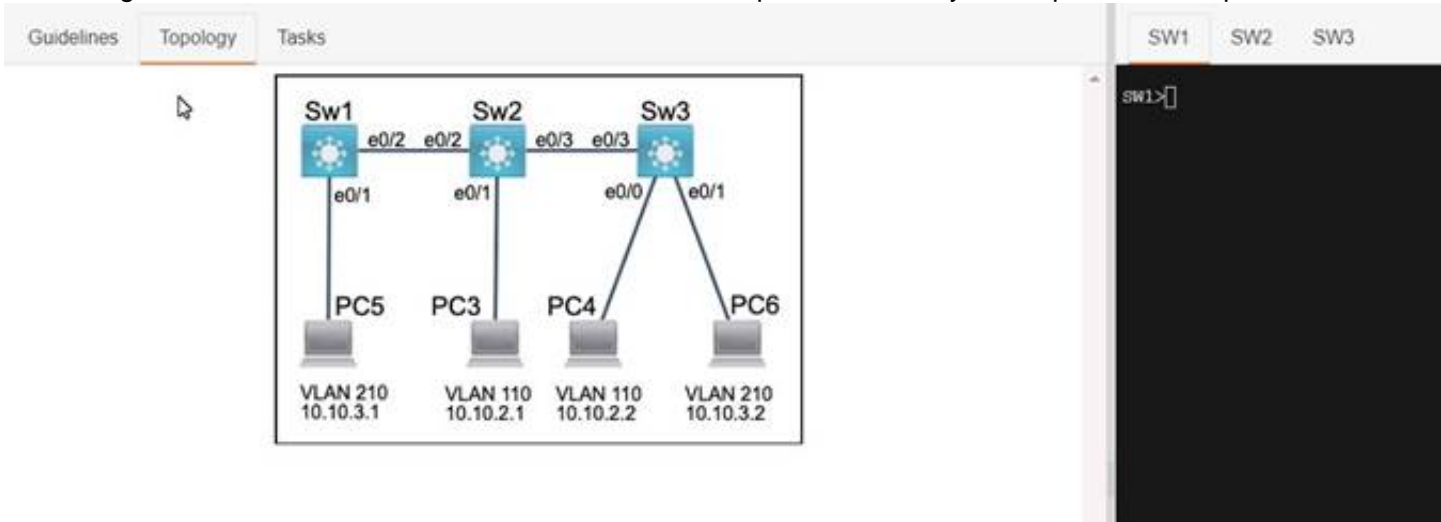 Guidelines Topology Tasks
SW1 SW2 SW3
SW1>
Sw1 Sw2 Sw3
e0/2 e0/2 e0/3 e0/3
e0/1 e0/1 e0/0 e0/1
PC5 PC3 PC4 PC6
VLAN 210 VLAN 110 VLAN 110 VLAN 210
10.10.3.1 10.10.2.1 10.10.2.2 10.10.3.2